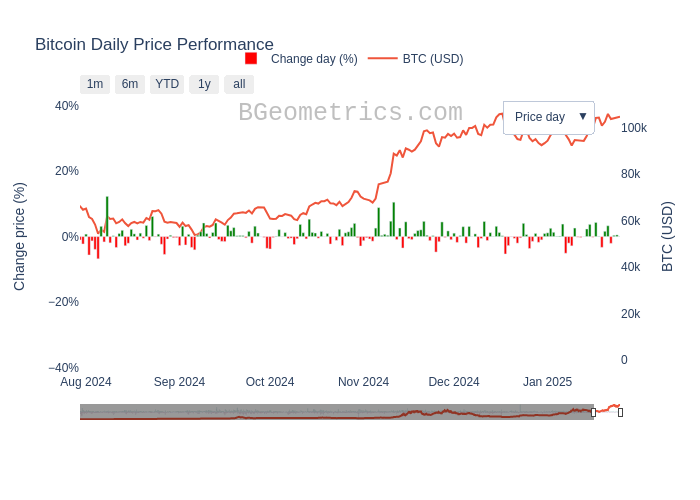 Bitcoin Daily Price Performance
Change day (%) BTC (USD)
1m 6m YTD 1y all
BGeometrics.com
Price day ▼
40%
20%
0%
−20%
−40%
Change price (%)
100k
80k
60k
40k
20k
0
BTC (USD)
Aug 2024 Sep 2024 Oct 2024 Nov 2024 Dec 2024 Jan 2025